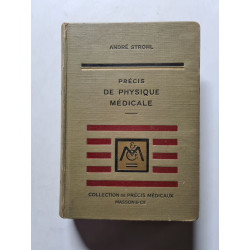 ANDRÉ STROHL
PRÉCIS
DE PHYSIQUE
MÉDICALE
COLLECTION DE PRÉCIS MÉDICAUX
MASSON & Cie